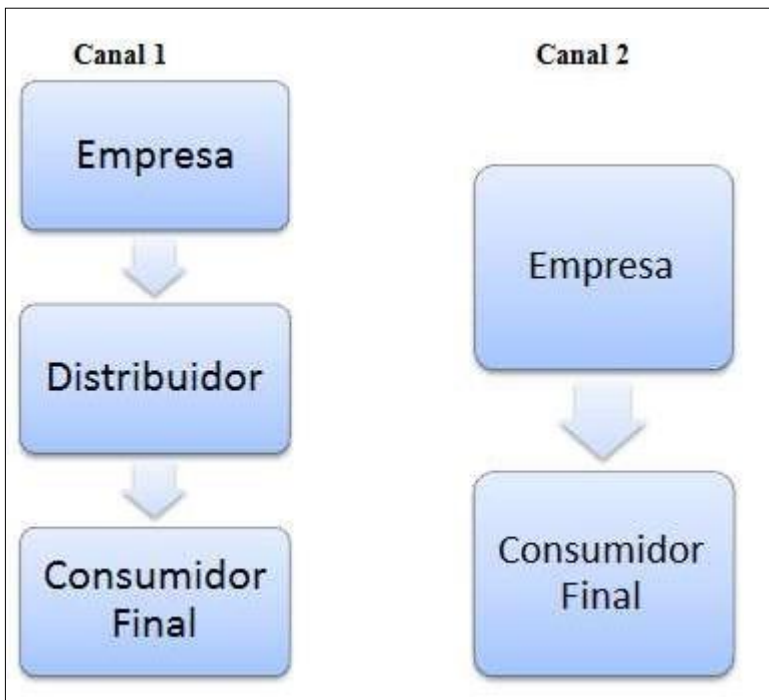 Canal 1
Empresa
Distribuidor
Consumidor
Final
Canal 2
Empresa
Consumidor
Final